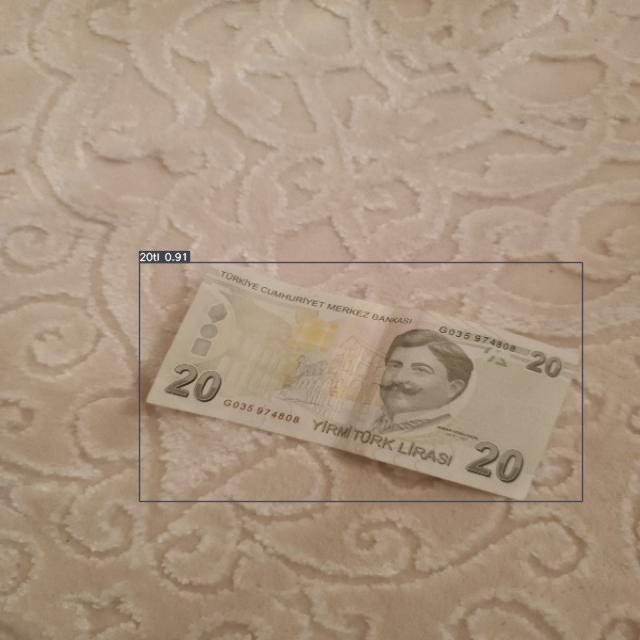 20tl 0.91
TÜRKİYE CUMHURİYET MERKEZ BANKASI
G035 974808
20
20
G035 974808
YİRMİ TÜRK LİRASI
20